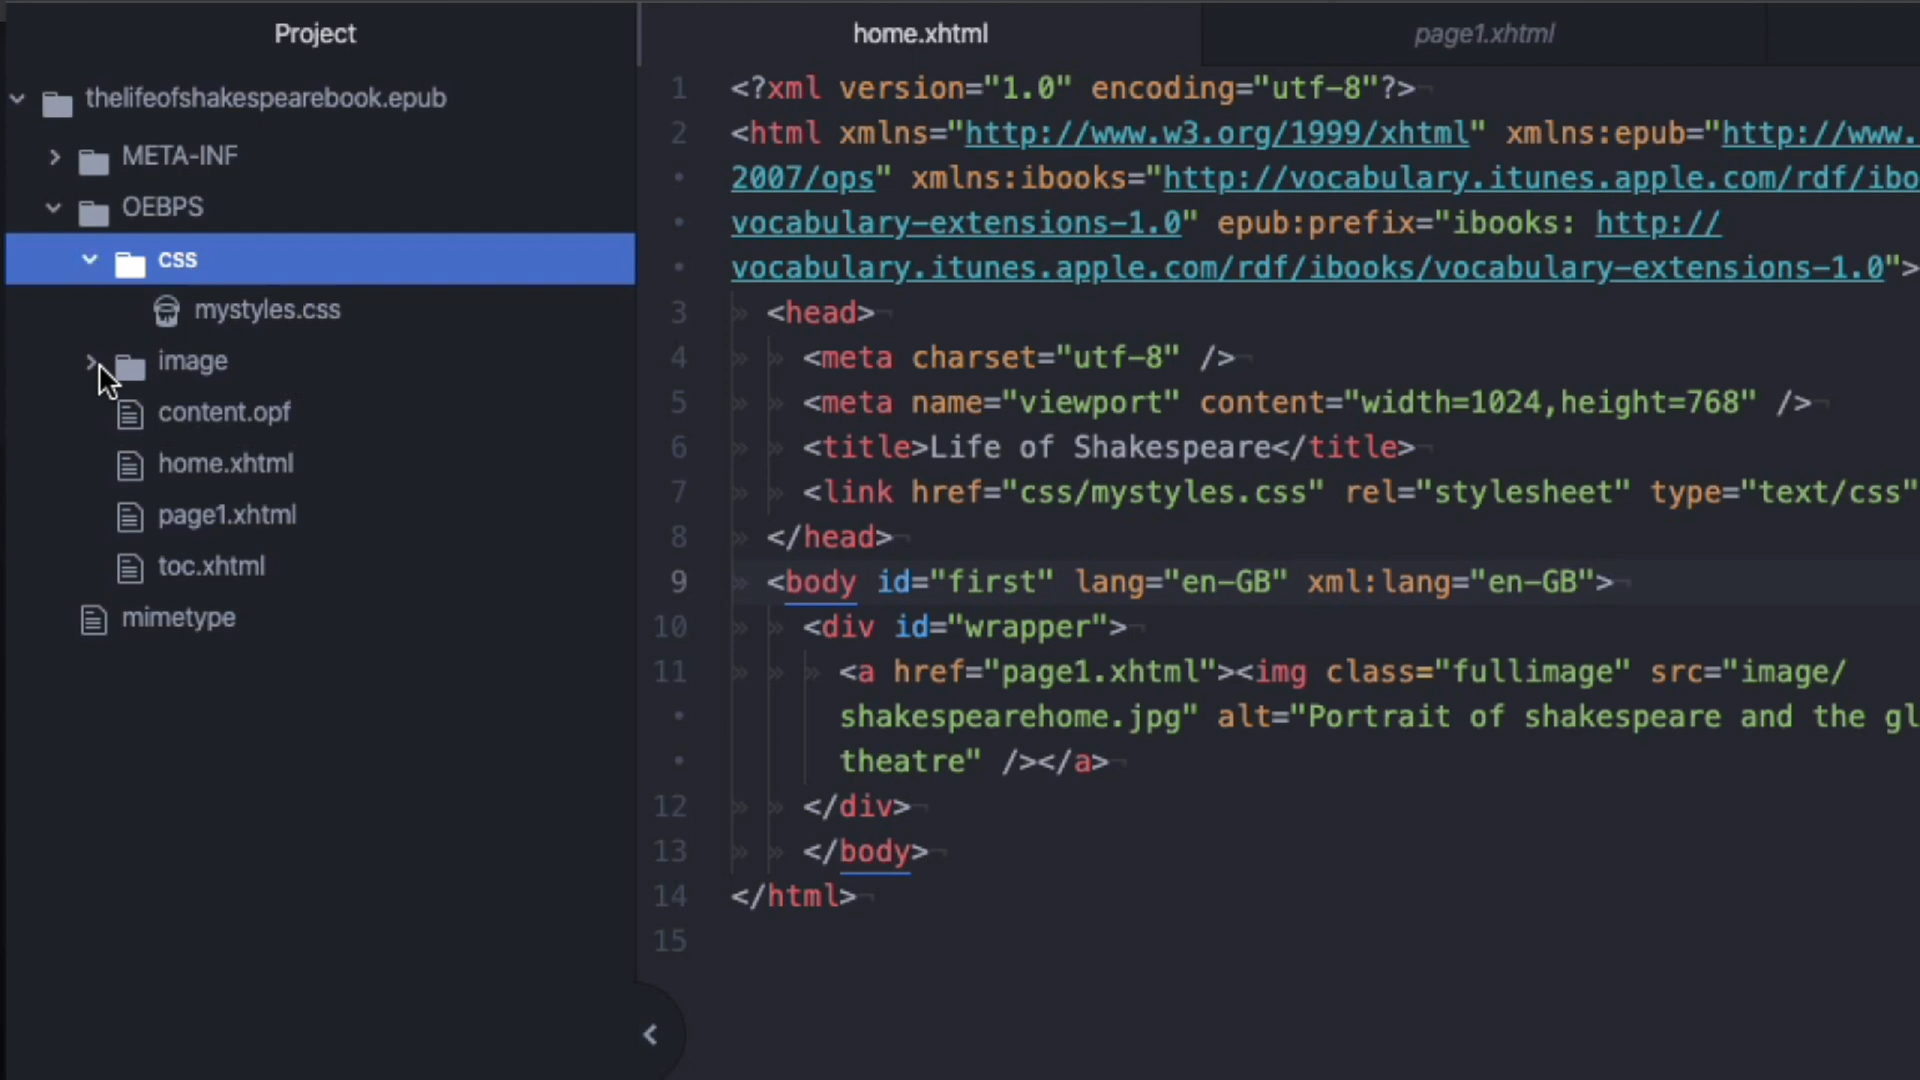 Project
thelifeofshakespearebook.epub
META-INF
OEBPS
css
mystyles.css
image
content.opf
home.xhtml
page1.xhtml
toc.xhtml
mimetype
home.xhtml
page1.xhtml
1 <?xml version="1.0" encoding="utf-8"?>
2 <html xmlns="http://www.w3.org/1999/xhtml" xmlns:epub="http://www.
2007/ops" xmlns:ibooks="http://vocabulary.itunes.apple.com/rdf/ibo
vocabulary-extensions-1.0" epub:prefix="ibooks: http://
vocabulary.itunes.apple.com/rdf/ibooks/vocabulary-extensions-1.0">
3 <head>
4 <meta charset="utf-8" />
5 <meta name="viewport" content="width=1024,height=768" />
6 <title>Life of Shakespeare</title>
7 <link href="css/mystyles.css" rel="stylesheet" type="text/css"
8 </head>
9 <body id="first" lang="en-GB" xml:lang="en-GB">
10 <div id="wrapper">
11 <a href="page1.xhtml"><img class="fullimage" src="image/
shakespearehome.jpg" alt="Portrait of shakespeare and the gl
theatre" /></a>
12 </div>
13 </body>
14 </html>
15